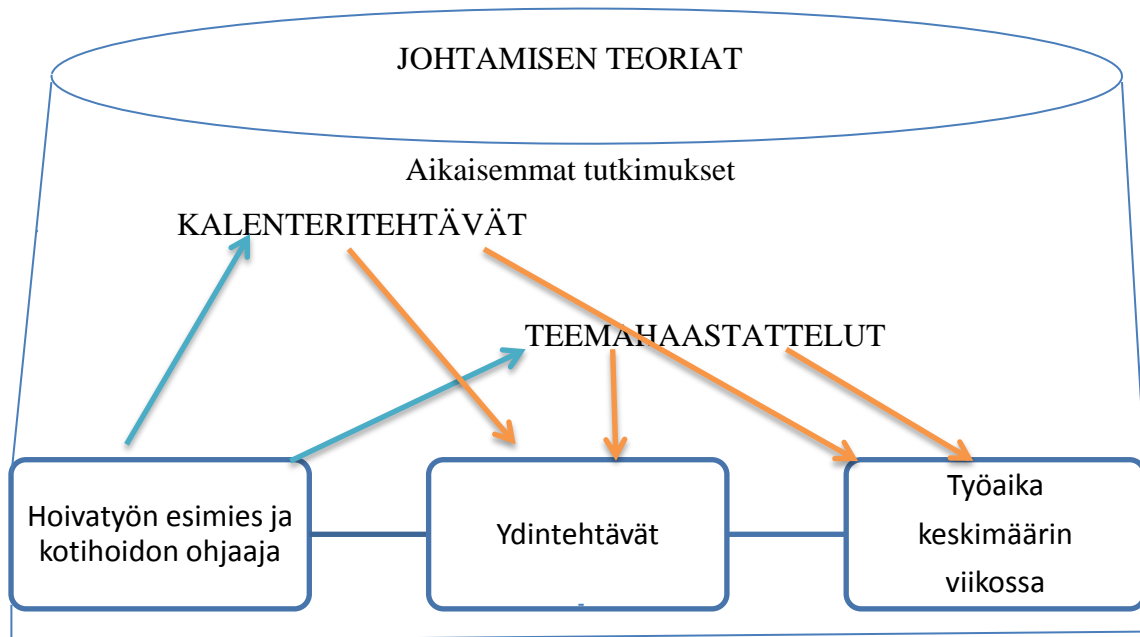 JOHTAMISEN TEORIAT
Aikaisemmat tutkimukset
KALENTERITEHTÄVÄT
TEEMAHAASTATTELUT
Hoivatyön esimies ja
kotihoidon ohjaaja
Ydintehtävät
Työaika
keskimäärin
viikossa